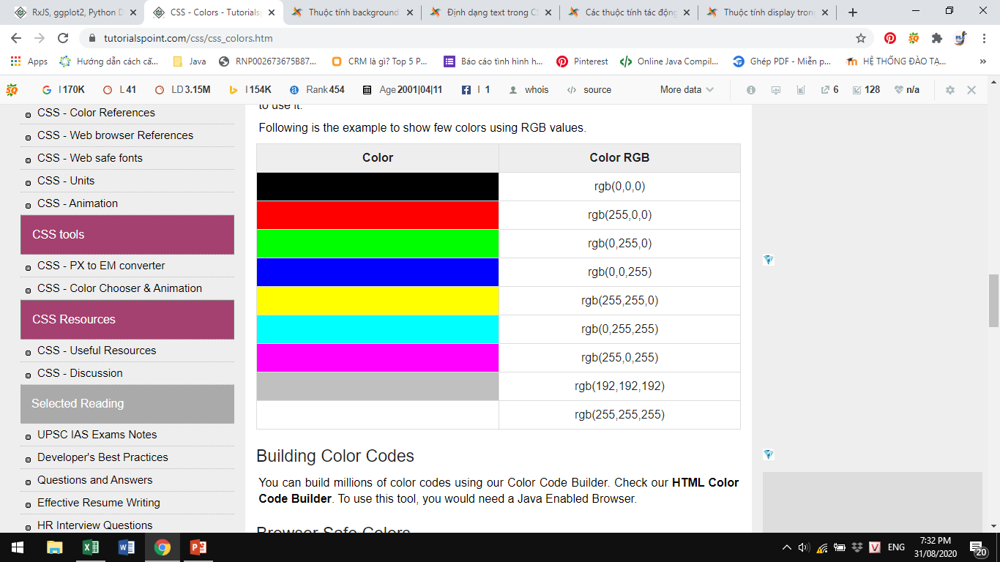 RxJS, ggplot2, Python D
CSS - Colors - Tutorials
Thuộc tính background
Định dạng text trong CS
Các thuộc tính tác động
Thuộc tính display tron
tutorialspoint.com/css/css_colors.htm
Apps
Hướng dẫn cách cấ...
Java
RNP002673675B87...
CRM là gì? Top 5 P...
Báo cáo tình hình h...
Pinterest
Online Java Compil...
Ghép PDF - Miễn p...
HỆ THỐNG ĐÀO TẠ...
»
I 170K
L 41
LD 3.15M
I 154K
Rank 454
Age 2001|04|11
I 1
whois
source
More data
6
128
n/a
CSS - Color References
CSS - Web browser References
CSS - Web safe fonts
CSS - Units
CSS - Animation
CSS tools
CSS - PX to EM converter
CSS - Color Chooser & Animation
CSS Resources
CSS - Useful Resources
CSS - Discussion
Selected Reading
UPSC IAS Exams Notes
Developer's Best Practices
Questions and Answers
Effective Resume Writing
HR Interview Questions
to use it.
Following is the example to show few colors using RGB values.
Color Color RGB
rgb(0,0,0)
rgb(255,0,0)
rgb(0,255,0)
rgb(0,0,255)
rgb(255,255,0)
rgb(0,255,255)
rgb(255,0,255)
rgb(192,192,192)
rgb(255,255,255)
Building Color Codes
You can build millions of color codes using our Color Code Builder. Check our HTML Color
Code Builder. To use this tool, you would need a Java Enabled Browser.
Browser Safe Colors
ENG
7:32 PM
31/08/2020
20